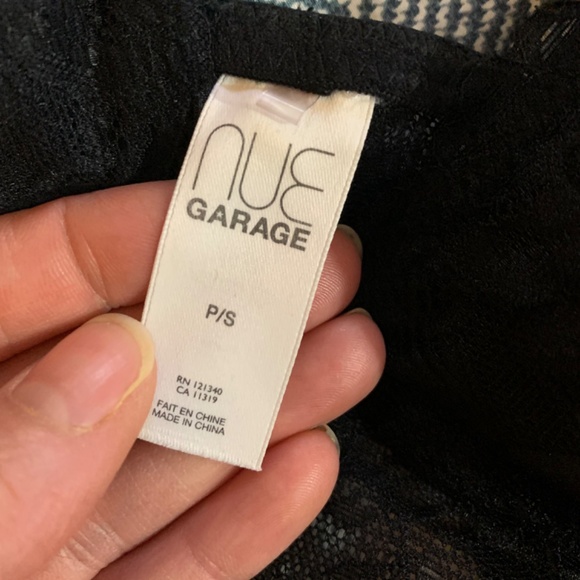 nue
GARAGE
P/S
RN 121340
CA 11319
FAIT EN CHINE
MADE IN CHINA